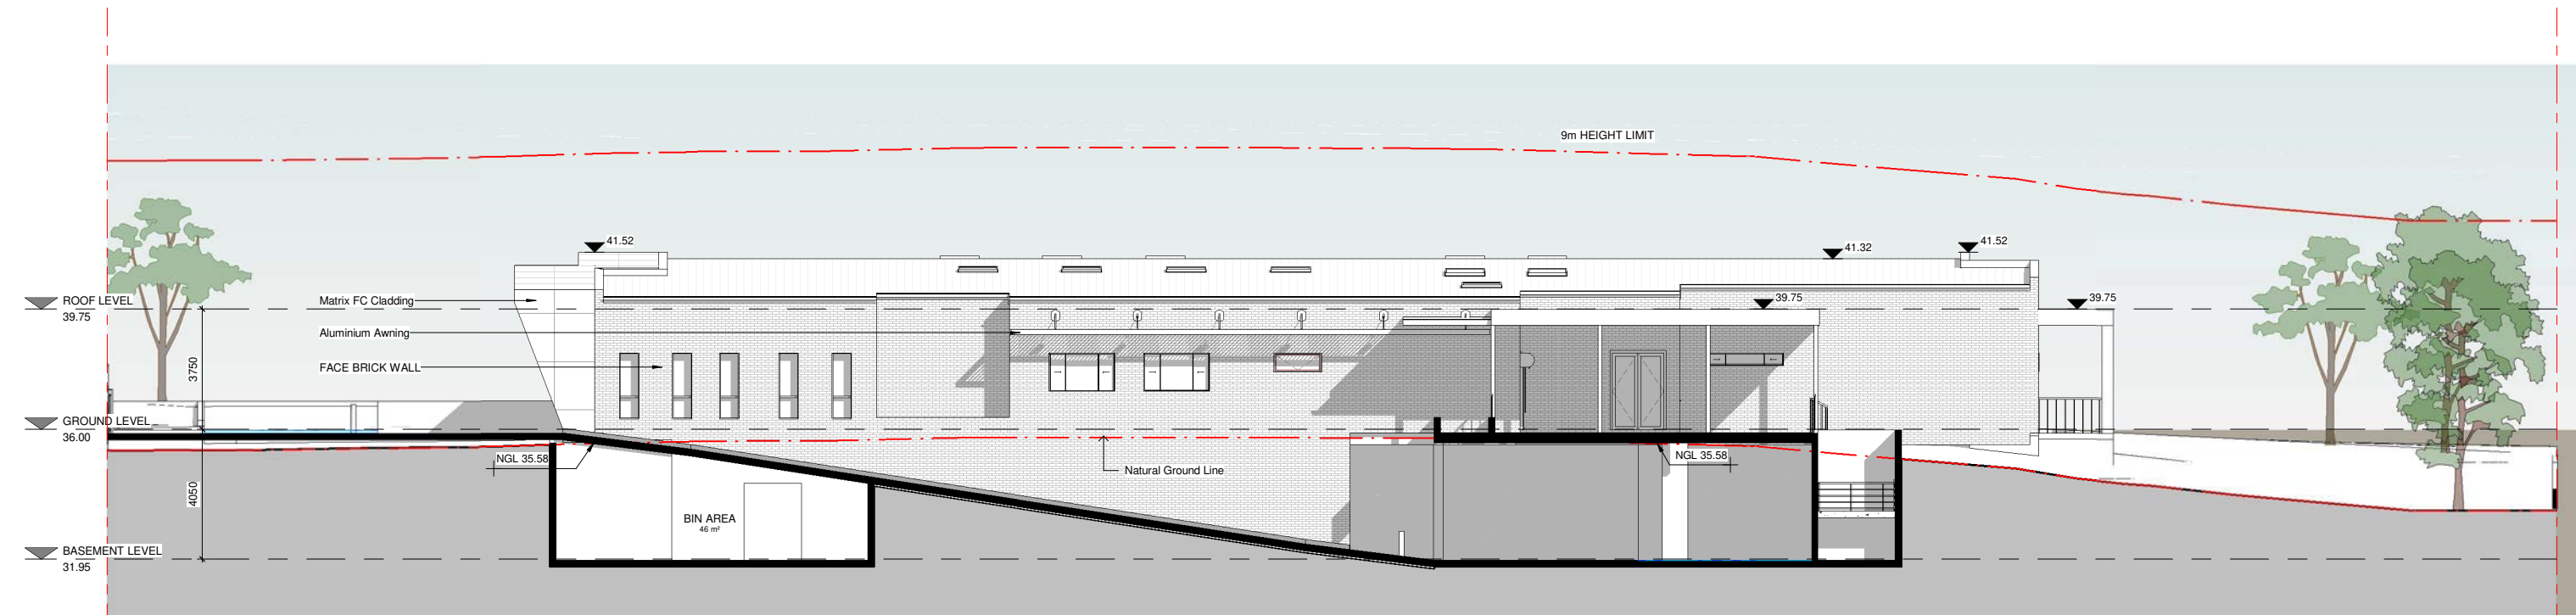 9m HEIGHT LIMIT
41.52
41.32
41.52
ROOF LEVEL
39.75
Matrix FC Cladding
39.75
39.75
Aluminium Awning
3750
FACE BRICK WALL
GROUND LEVEL
36.00
NGL 35.58
NGL 35.58
Natural Ground Line
4050
BIN AREA
46 m²
BASEMENT LEVEL
31.95